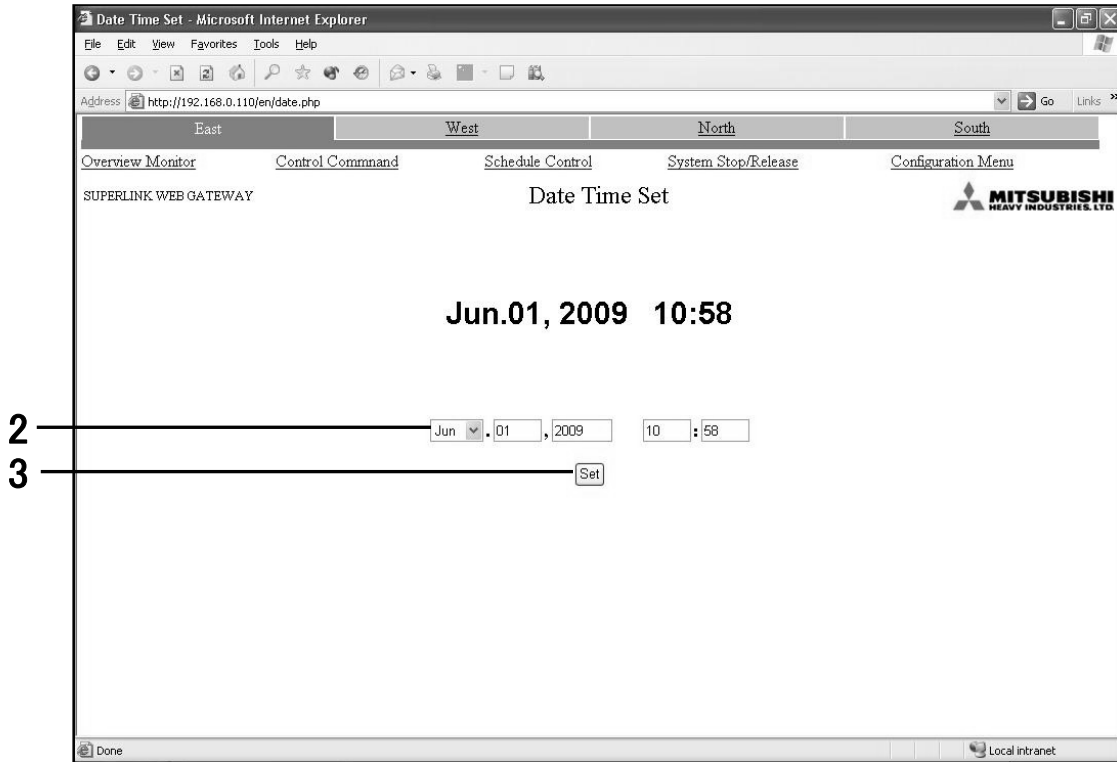 Date Time Set - Microsoft Internet Explorer
File Edit View Favorites Tools Help
Address http://192.168.0.110/en/date.php Go Links »
East West North South
Overview Monitor Control Commnand Schedule Control System Stop/Release Configuration Menu
SUPERLINK WEB GATEWAY Date Time Set MITSUBISHI
HEAVY INDUSTRIES. LTD.
Jun.01, 2009 10:58
2 Jun . 01 , 2009 10 : 58
3 Set
Done Local intranet